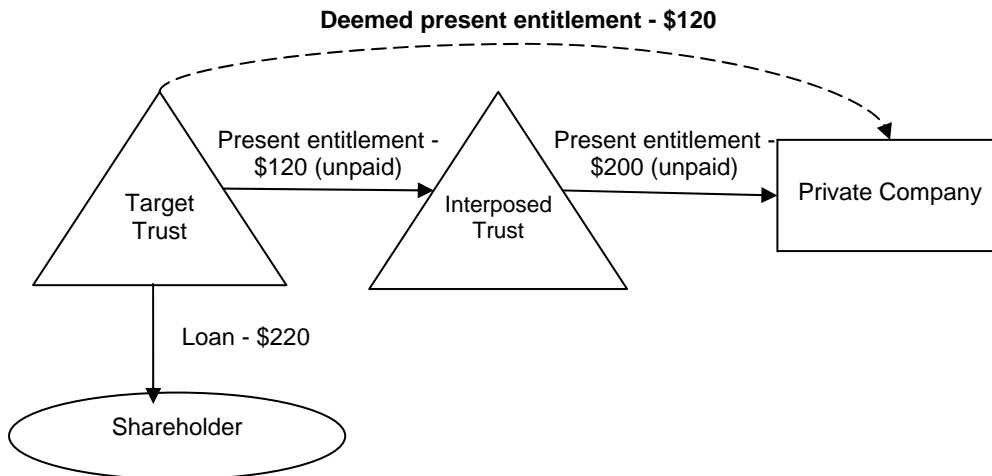 Deemed present entitlement - $120
Present entitlement -
$120 (unpaid)
Present entitlement -
$200 (unpaid)
Target
Trust
Interposed
Trust
Private Company
Loan - $220
Shareholder